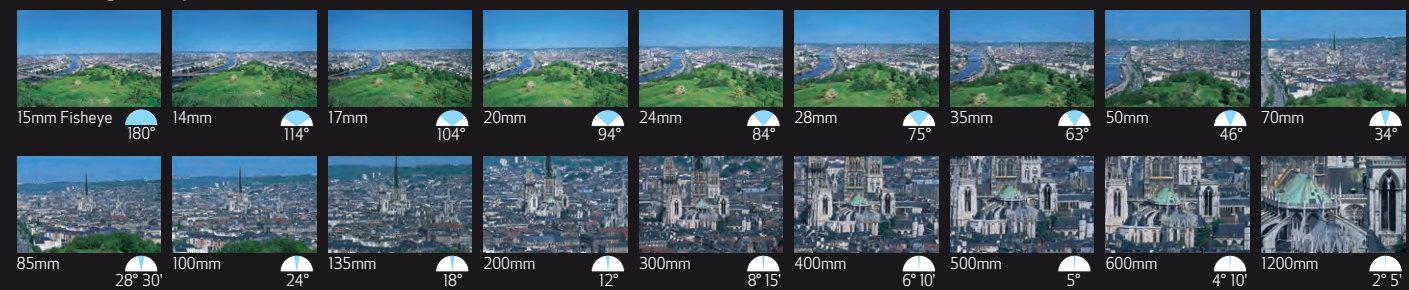 15mm Fisheye 180°
14mm 114°
17mm 104°
20mm 94°
24mm 84°
28mm 75°
35mm 63°
50mm 46°
70mm 34°
85mm 28° 30'
100mm 24°
135mm 18°
200mm 12°
300mm 8° 15'
400mm 6° 10'
500mm 5°
600mm 4° 10'
1200mm 2° 5'